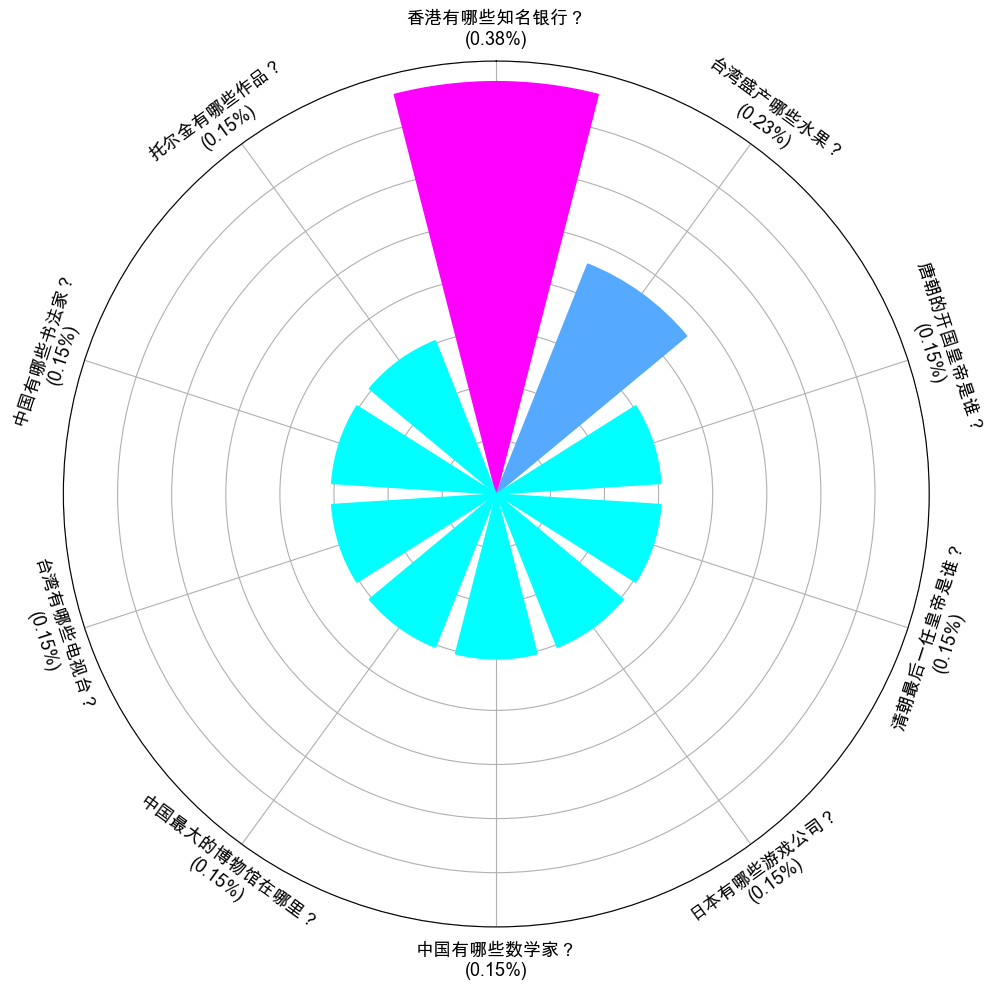 香港有哪些知名银行？
(0.38%)
台湾盛产哪些水果？
(0.23%)
唐朝的开国皇帝是谁？
(0.15%)
清朝最后一任皇帝是谁？
(0.15%)
日本有哪些游戏公司？
(0.15%)
中国有哪些数学家？
(0.15%)
中国最大的博物馆在哪里？
(0.15%)
台湾有哪些电视台？
(0.15%)
中国有哪些书法家？
(0.15%)
托尔金有哪些作品？
(0.15%)